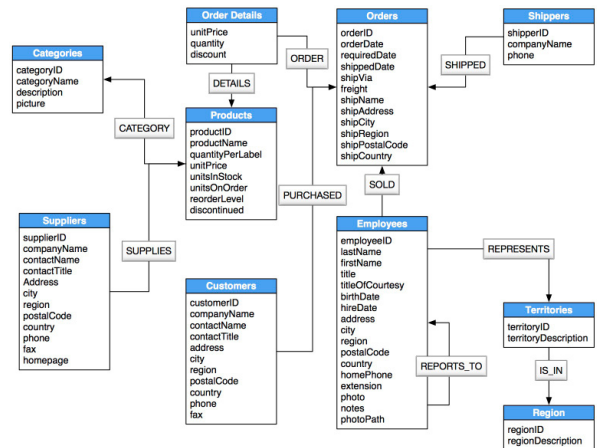 Order Details
unitPrice
quantity
discount
Orders
orderID
orderDate
requiredDate
shippedDate
shipVia
freight
shipName
shipAddress
shipCity
shipRegion
shipPostalCode
shipCountry
Shippers
shipperID
companyName
phone
Categories
categoryID
categoryName
description
picture
ORDER
SHIPPED
DETAILS
CATEGORY
Products
productID
productName
quantityPerLabel
unitPrice
unitsInStock
unitsOnOrder
reorderLevel
discontinued
PURCHASED
SOLD
Suppliers
supplierID
companyName
contactName
contactTitle
Address
city
region
postalCode
country
phone
fax
homepage
SUPPLIES
Customers
customerID
companyName
contactName
contactTitle
address
city
region
postalCode
country
phone
fax
Employees
employeeID
lastName
firstName
title
titleOfCourtesy
birthDate
hireDate
address
city
region
postalCode
country
homePhone
extension
photo
notes
photoPath
REPRESENTS
REPORTS_TO
Territories
territoryID
territoryDescription
IS_IN
Region
regionID
regionDescription